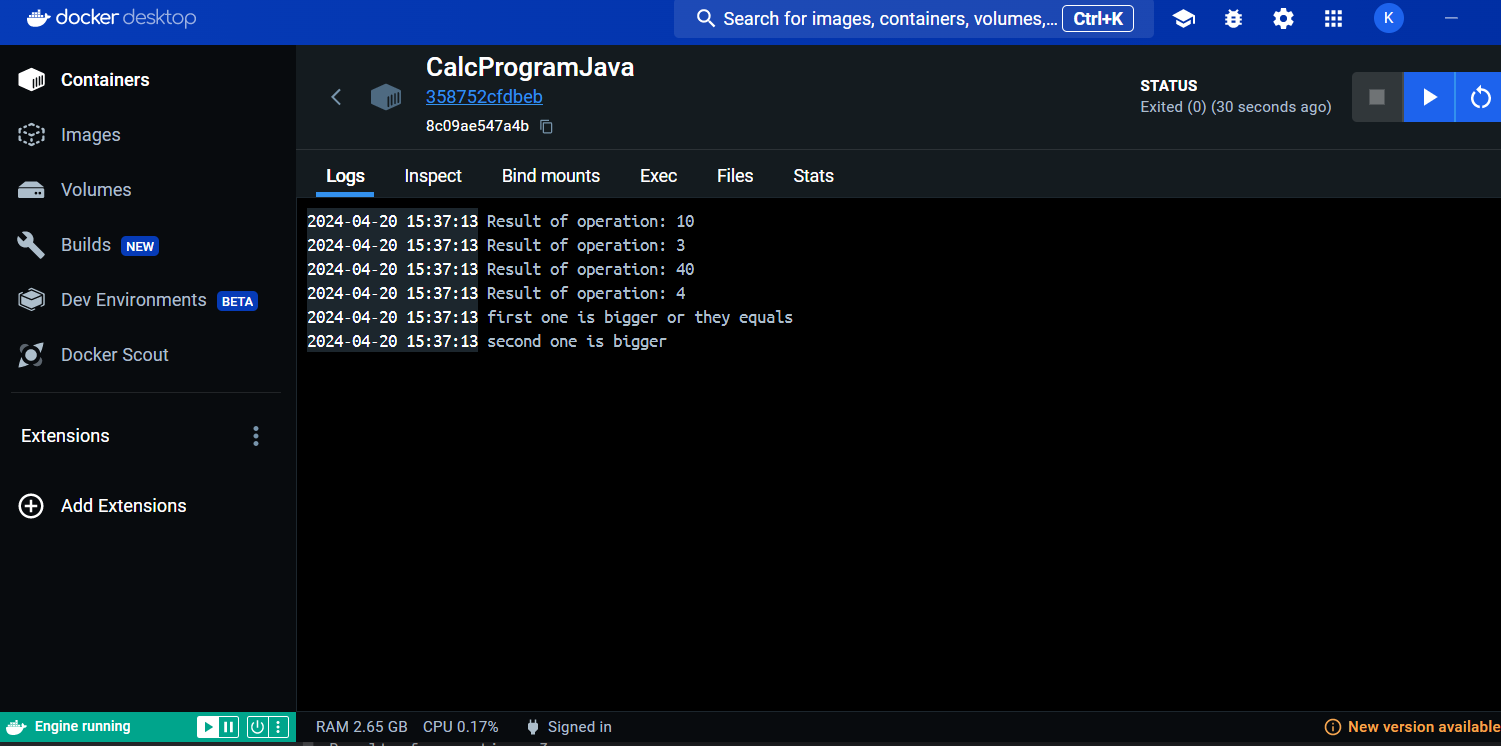 docker desktop
Search for images, containers, volumes,... Ctrl+K
K
Containers
Images
Volumes
Builds NEW
Dev Environments BETA
Docker Scout
Extensions
Add Extensions
CalcProgramJava
358752cfdbeb
8c09ae547a4b
STATUS
Exited (0) (30 seconds ago)
Logs Inspect Bind mounts Exec Files Stats
2024-04-20 15:37:13 Result of operation: 10
2024-04-20 15:37:13 Result of operation: 3
2024-04-20 15:37:13 Result of operation: 40
2024-04-20 15:37:13 Result of operation: 4
2024-04-20 15:37:13 first one is bigger or they equals
2024-04-20 15:37:13 second one is bigger
Engine running
RAM 2.65 GB CPU 0.17% Signed in
New version available